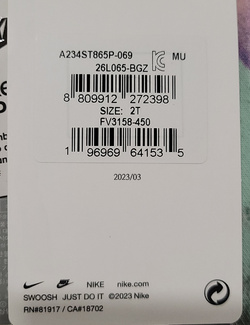 A234ST865P-069 MU
26L065-BGZ
8 809912 272398
SIZE: 2T
FV3158-450
1 96969 64153 5
2023/03
NIKE nike.com
SWOOSH JUST DO IT ©2023 Nike
RN#81917 / CA#18702